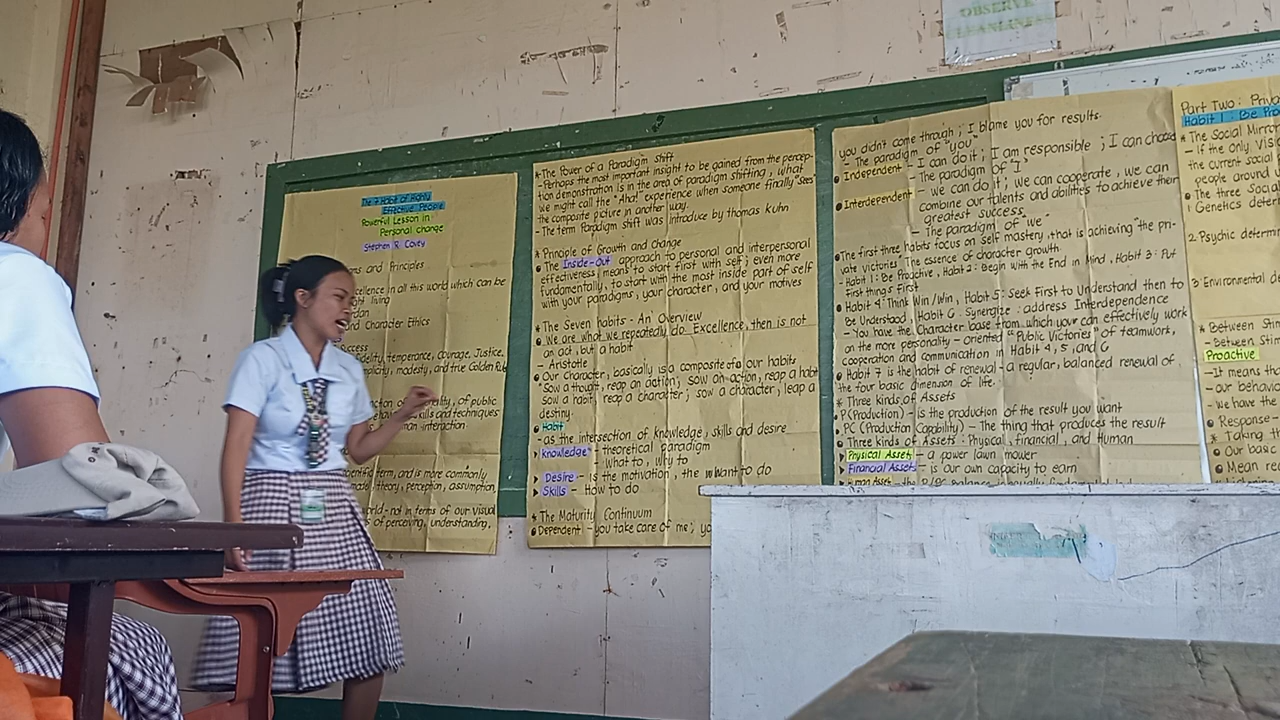 OBSERVE
The 7 Habit of Highly
Effective People
Powerful Lesson in
Personal change
Stephen R. Covey
and Principles
excellence in all this world which can be
right living
and Character Ethics
fidelity, temperance, Courage, Justice,
modesty, and true Golden Rule
of public
skills and techniques
human interaction
scientific term, and is more commonly
theory, perception, assumption,
world - not in terms of our visual
of perceiving, understanding,
* The Power of a Paradigm Shift
- Perhaps the most important insight to be gained from the percep-
tion demonstration is in the area of paradigm shifting, what
we might call the "Aha!" experience when someone finally "sees"
the composite picture in another way.
- The term Paradigm shift was introduce by thomas Kuhn
* Principle of Growth and Change
• The Inside-Out approach to personal and interpersonal
effectiveness means to start first with self; even more
fundamentally, to start with the most inside part of self
with your paradigms, your character, and your motives
* The Seven habits - An Overview
• We are what we repeatedly do. Excellence, then is not
an act, but a habit
- Aristotle
• Our Character, basically is a composite of our habits
Sow a thought, reap an action; sow an action, reap a habit
Sow a habit, reap a character; sow a character, leap a
destiny.
• Habit
- as the intersection of knowledge, skills and desire
▸ Knowledge - theoretical paradigm
- what to, why to
▸ Desire - is the motivation, the want to do
▸ Skills - How to do
* The Maturity Continuum
• Dependent - you take care of me; yo
you didn't come through; I blame you for results.
- The paradigm of "you"
• Independent - I can do it; I am responsible; I can choose
- The paradigm of "I"
• Interdependent - we can do it; we can cooperate, we can
combine our talents and abilities to achieve them
greatest success.
- The paradigm of "we"
• The first three habits focus on self mastery, that is achieving the pri-
vate victories. The essence of character growth.
- Habit 1: Be Proactive, Habit 2: Begin with the End in Mind, Habit 3: Put
First things First
• Habit 4: Think Win/Win, Habit 5: Seek First to Understand then to
Be Understood, Habit 6. Synergize: address Interdependence
- You have the Character base from which your can effectively work
on the more personality - oriented "Public Victories" of teamwork,
cooperation and communication in Habit 4, 5, and 6
• Habit 7 is the habit of renewal - a regular, balanced renewal of
the four basic dimension of life.
* Three kinds of Assets
• P(Production) - is the production of the result you want
• PC (Production Capability) - The thing that produces the result
• Three kinds of Assets: Physical, financial, and Human
▸ Physical Asset - a power lawn mower
▸ Financial Assets - is our own capacity to earn
Part Two: Priva
Habit 1: Be Pro
* The Social Mirror
- If the only visi
the current social
people around u
• The three Social
1. Genetics deter
2. Psychic determin
3. Environmental d
* Between Stim
- Between Stim
Proactive
- It means tha
- our behavio
- We have the
• Response -
* Taking the
• Our basic
• Mean re